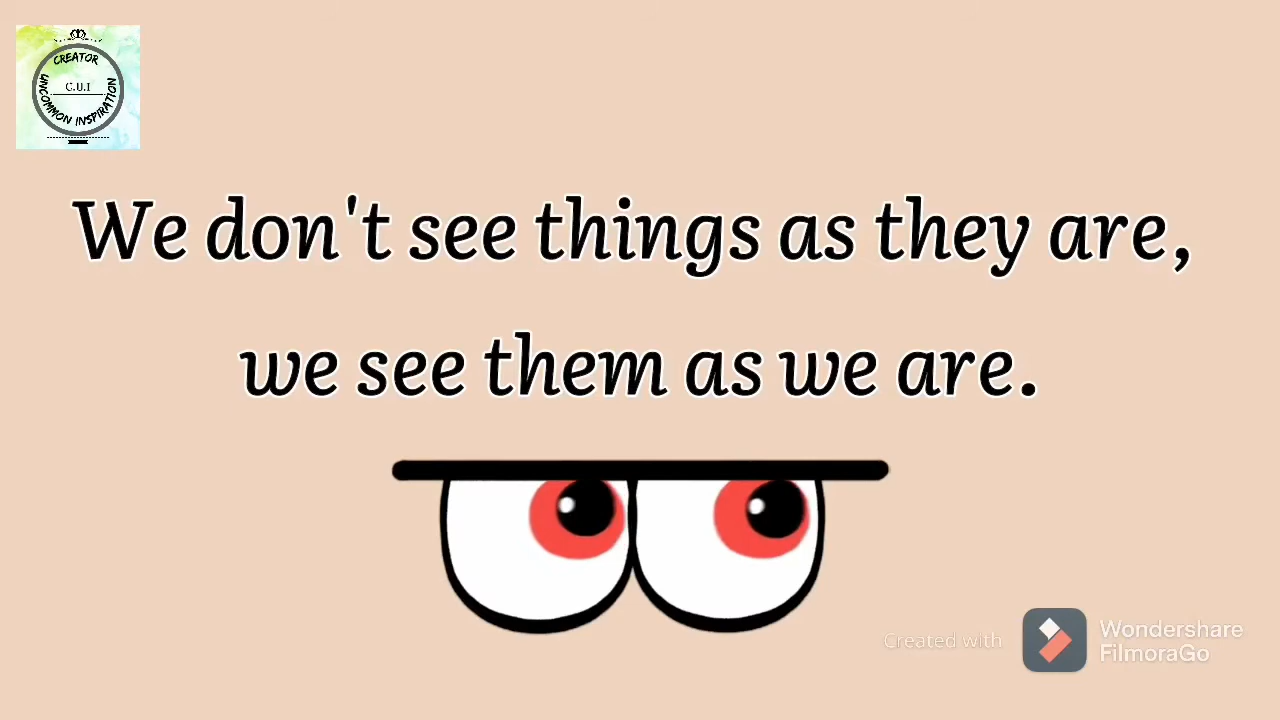 CREATOR
C.U.I
UNCOMMON INSPIRATION
We don't see things as they are,
we see them as we are.
Created with
Wondershare
FilmoraGo